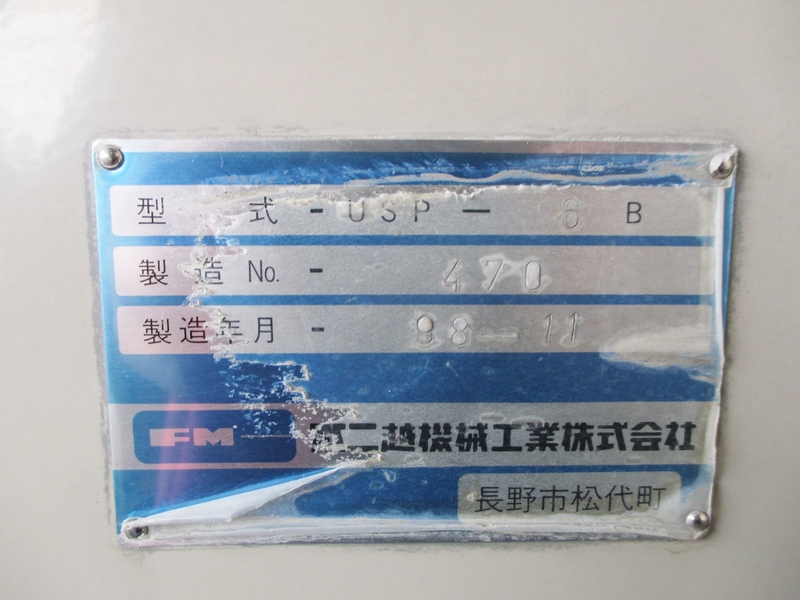 型 式 - USP — 6 B
製造 No. - 470
製造年月 - 98-11
FM 不二越機械工業株式会社
長野市松代町